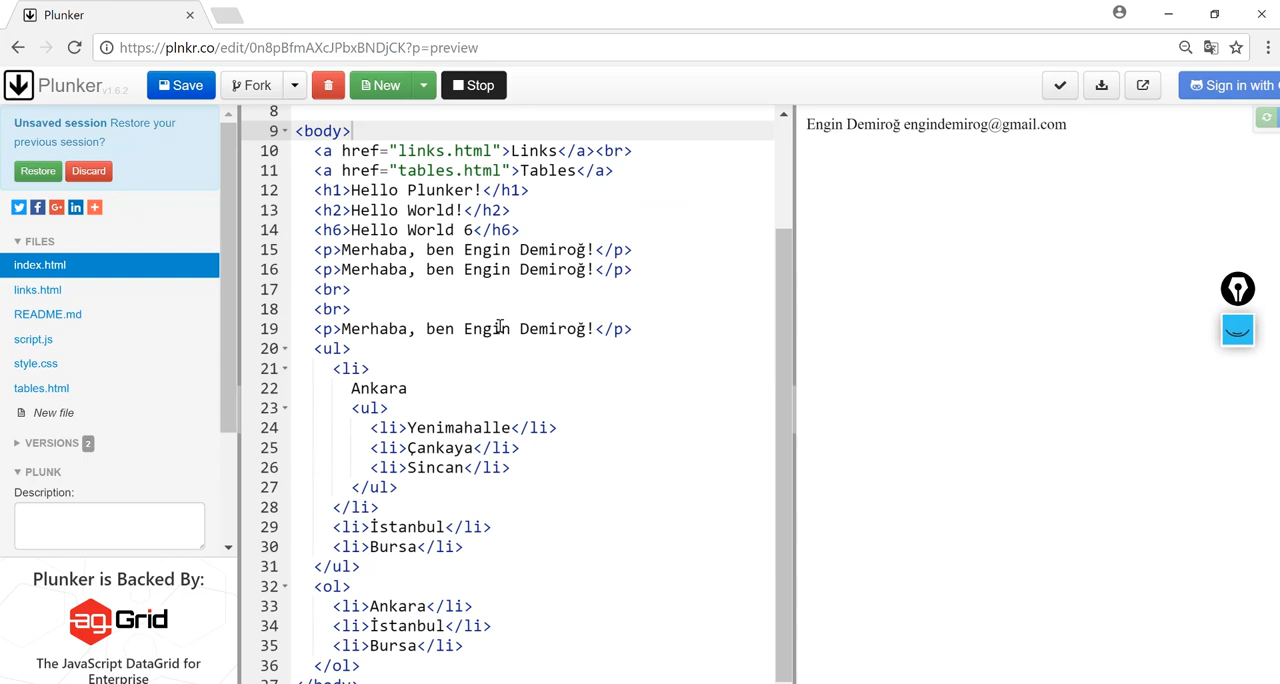 Plunker
https://plnkr.co/edit/0n8pBfmAXcJPbxBNDjCK?p=preview
Plunker v1.6.2
Save
Fork
New
Stop
Sign in with
Unsaved session Restore your
previous session?
Restore
Discard
FILES
index.html
links.html
README.md
script.js
style.css
tables.html
New file
VERSIONS 2
PLUNK
Description:
Plunker is Backed By:
ag Grid
The JavaScript DataGrid for
Enterprise
8
9 <body>
10 <a href="links.html">Links</a><br>
11 <a href="tables.html">Tables</a>
12 <h1>Hello Plunker!</h1>
13 <h2>Hello World!</h2>
14 <h6>Hello World 6</h6>
15 <p>Merhaba, ben Engin Demiroğ!</p>
16 <p>Merhaba, ben Engin Demiroğ!</p>
17 <br>
18 <br>
19 <p>Merhaba, ben Engin Demiroğ!</p>
20 <ul>
21 <li>
22 Ankara
23 <ul>
24 <li>Yenimahalle</li>
25 <li>Çankaya</li>
26 <li>Sincan</li>
27 </ul>
28 </li>
29 <li>İstanbul</li>
30 <li>Bursa</li>
31 </ul>
32 <ol>
33 <li>Ankara</li>
34 <li>İstanbul</li>
35 <li>Bursa</li>
36 </ol>
37 </body>
Engin Demiroğ engindemirog@gmail.com